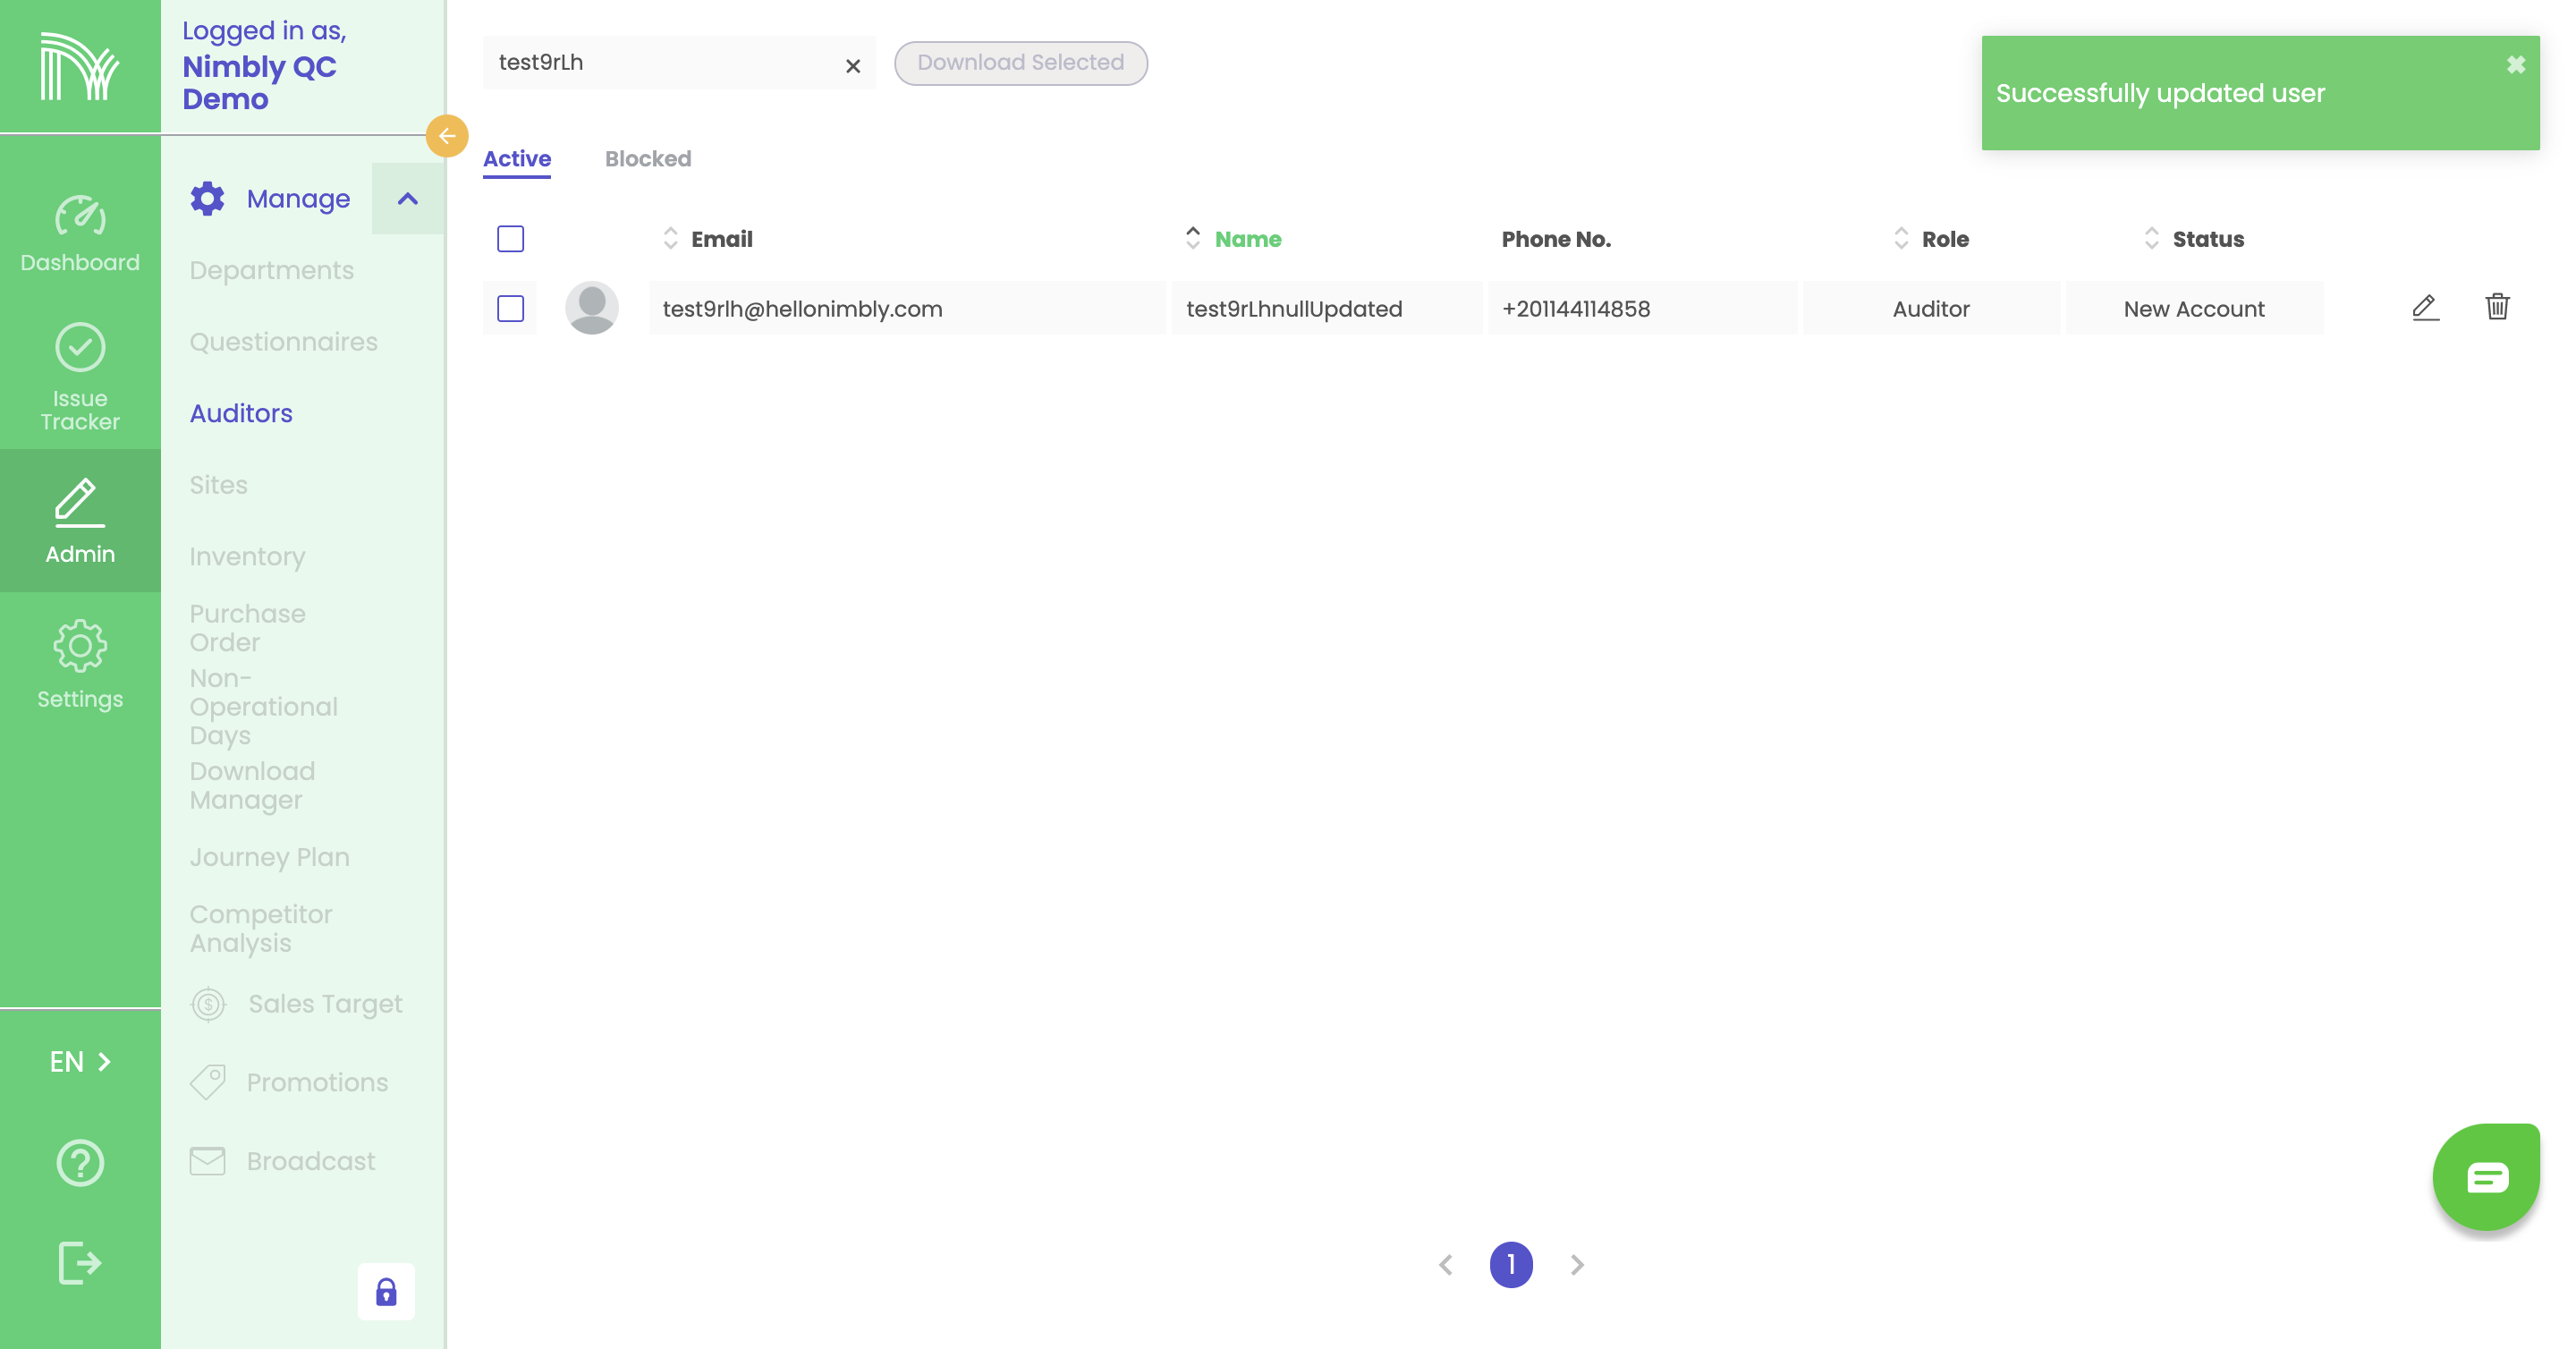 Logged in as,
Nimbly QC
Demo
Dashboard
Issue
Tracker
Admin
Settings
EN
Manage
Departments
Questionnaires
Auditors
Sites
Inventory
Purchase
Order
Non-
Operational
Days
Download
Manager
Journey Plan
Competitor
Analysis
Sales Target
Promotions
Broadcast
test9rLh
Download Selected
Successfully updated user
Active Blocked
Email Name Phone No. Role Status
test9rlh@hellonimbly.com test9rLhnullUpdated +201144114858 Auditor New Account
1